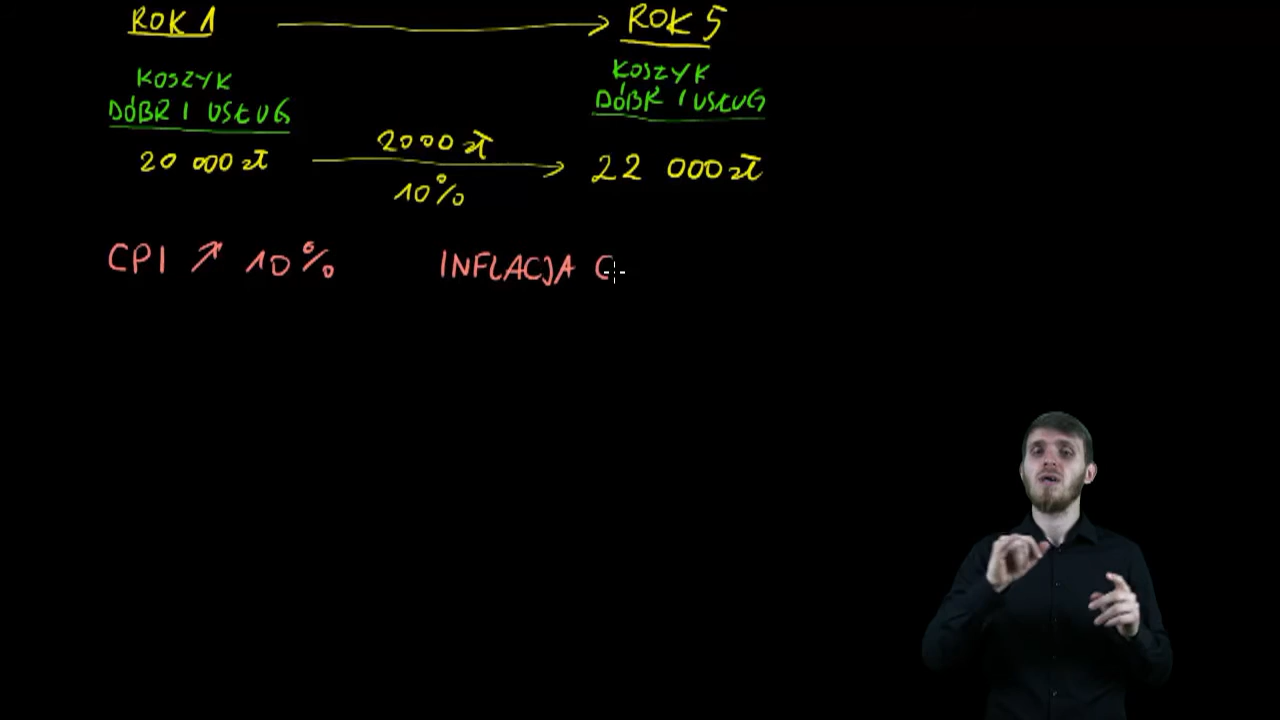 ROK 1
ROK 5
KOSZYK
DÓBR I USŁUG
KOSZYK
DÓBR I USŁUG
20 000 zł
2000 zł
10%
22 000 zł
CPI ↗ 10%
INFLACJA C